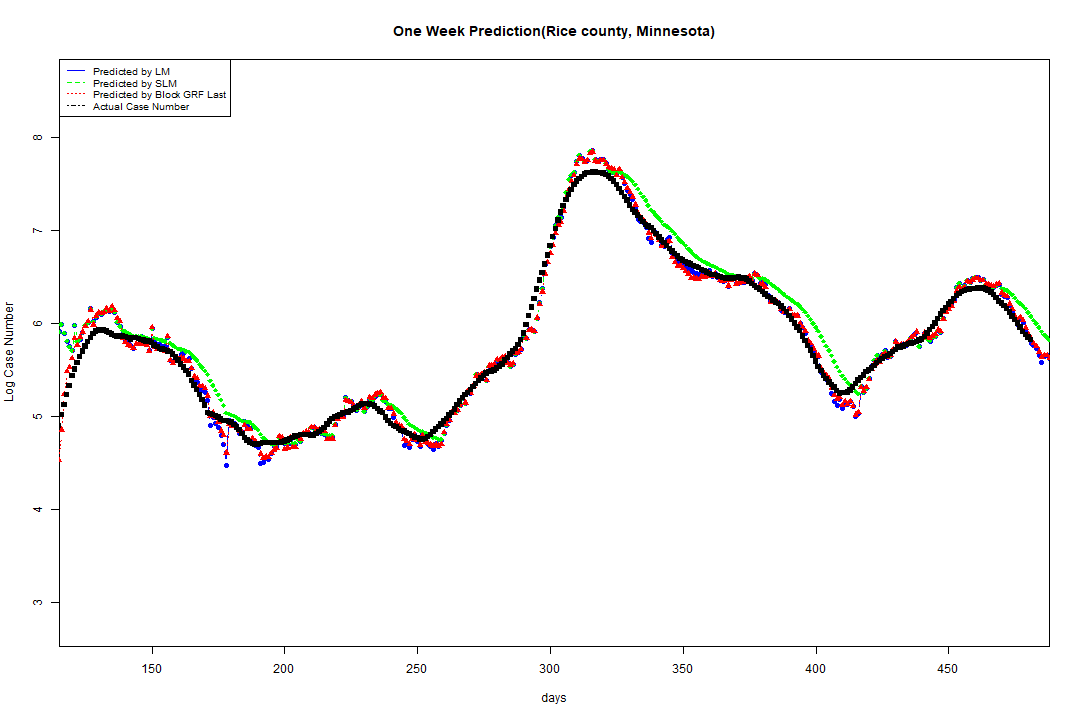 One Week Prediction(Rice county, Minnesota)
Predicted by LM
Predicted by SLM
Predicted by Block GRF Last
Actual Case Number
Log Case Number
8
7
6
5
4
3
150 200 250 300 350 400 450
days